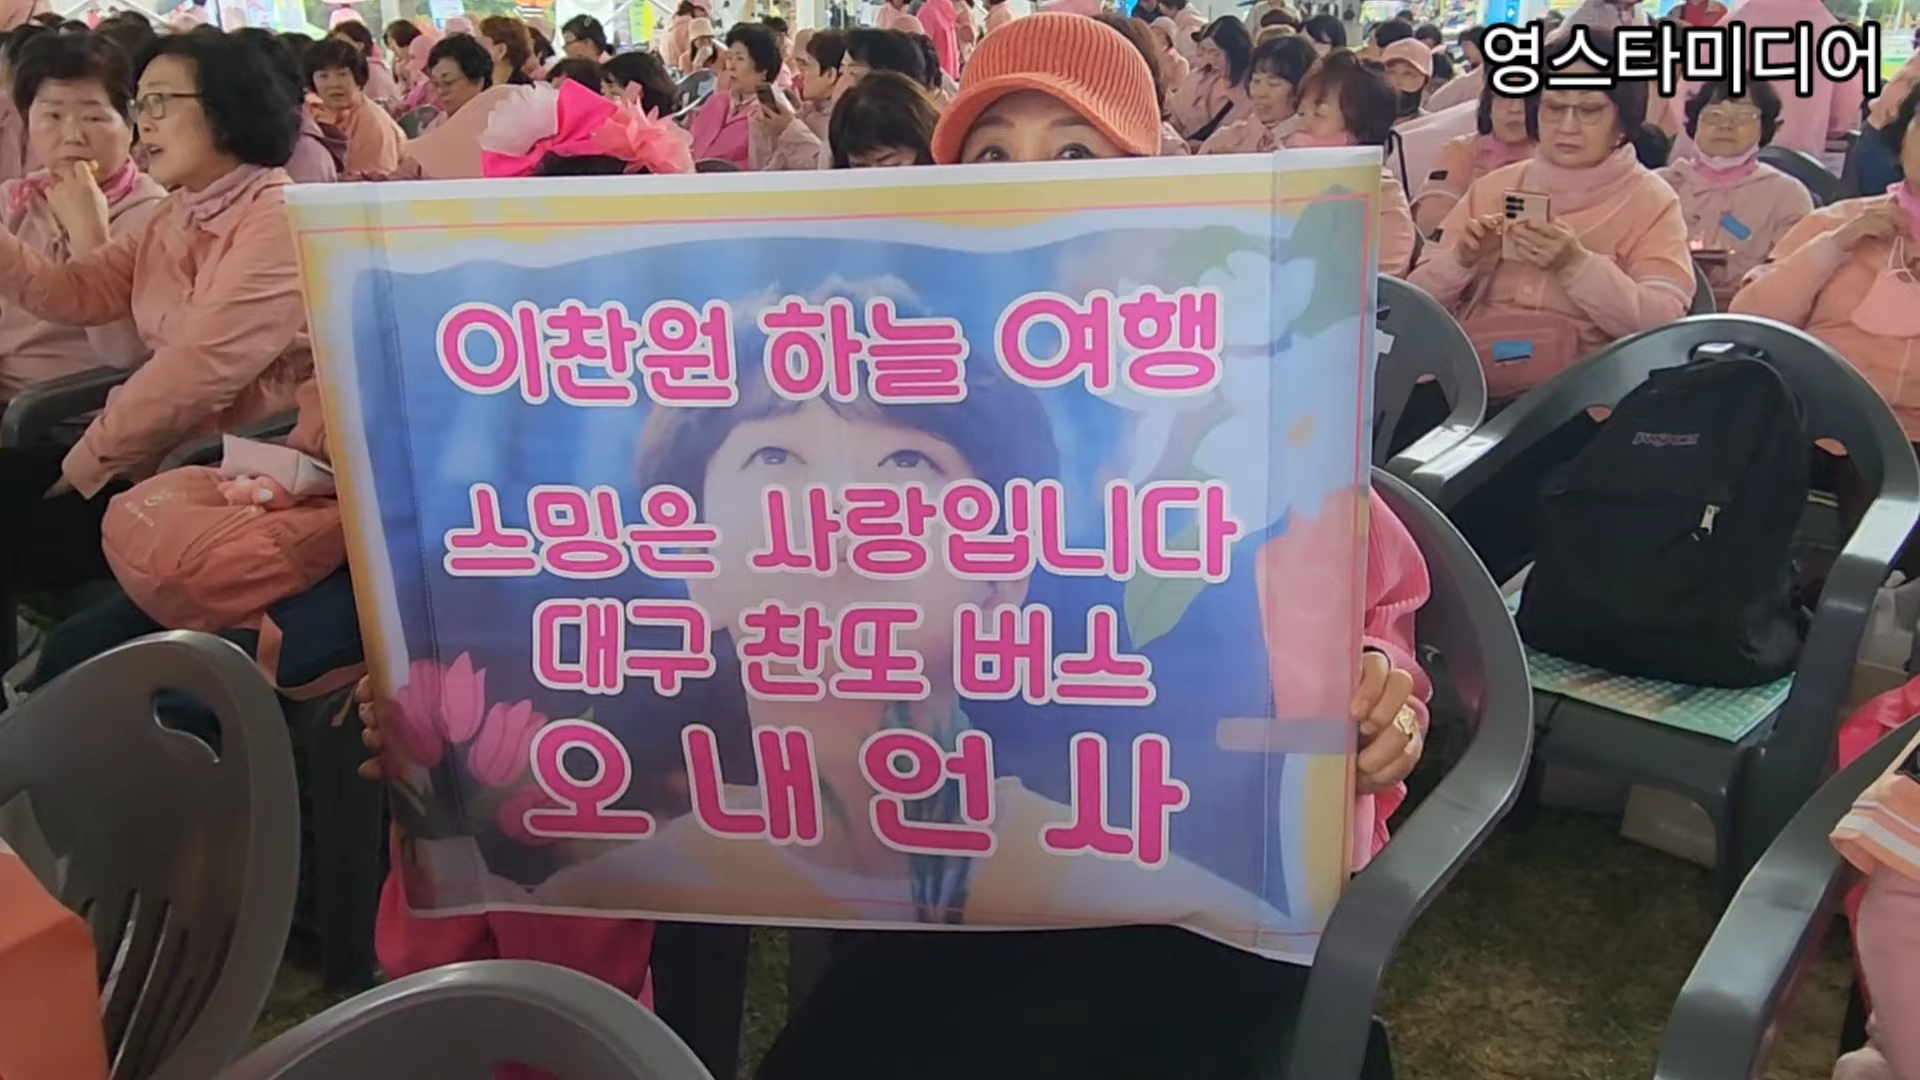 영스타미디어
이찬원 하늘 여행
스밍은 사랑입니다
대구 찬또 버스
오 내 언 사
JANSPORT